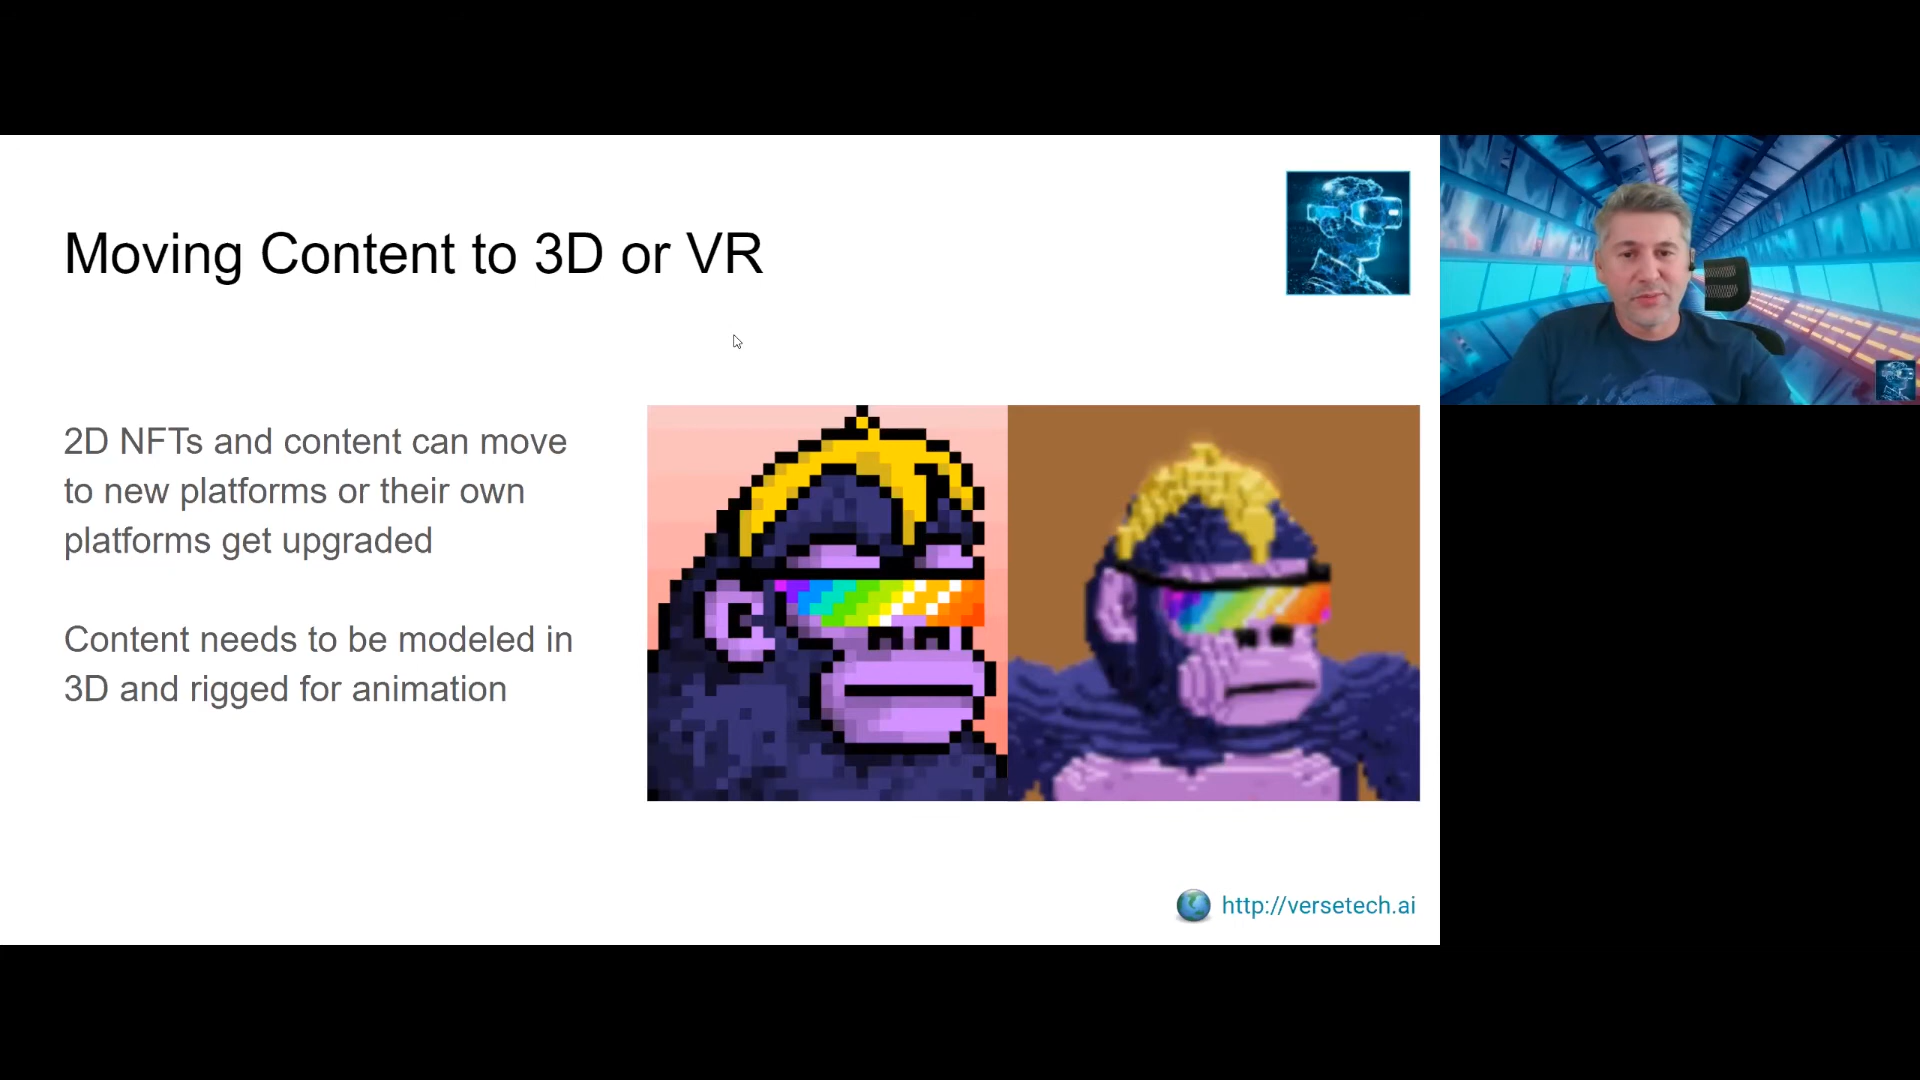 Moving Content to 3D or VR
2D NFTs and content can move
to new platforms or their own
platforms get upgraded
Content needs to be modeled in
3D and rigged for animation
http://versetech.ai